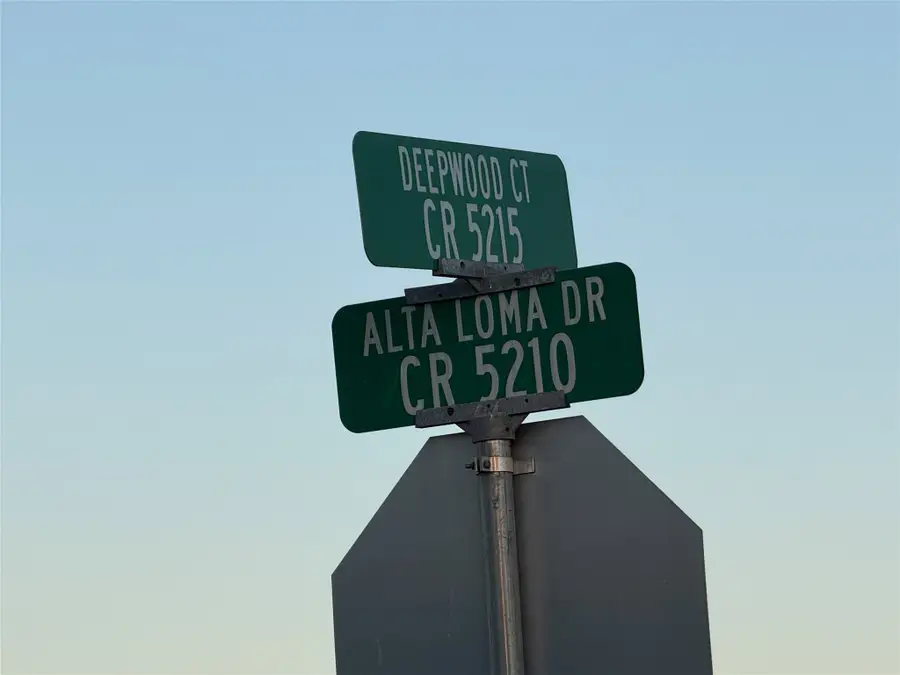 DEEPWOOD CT
CR 5215
ALTA LOMA DR
CR 5210